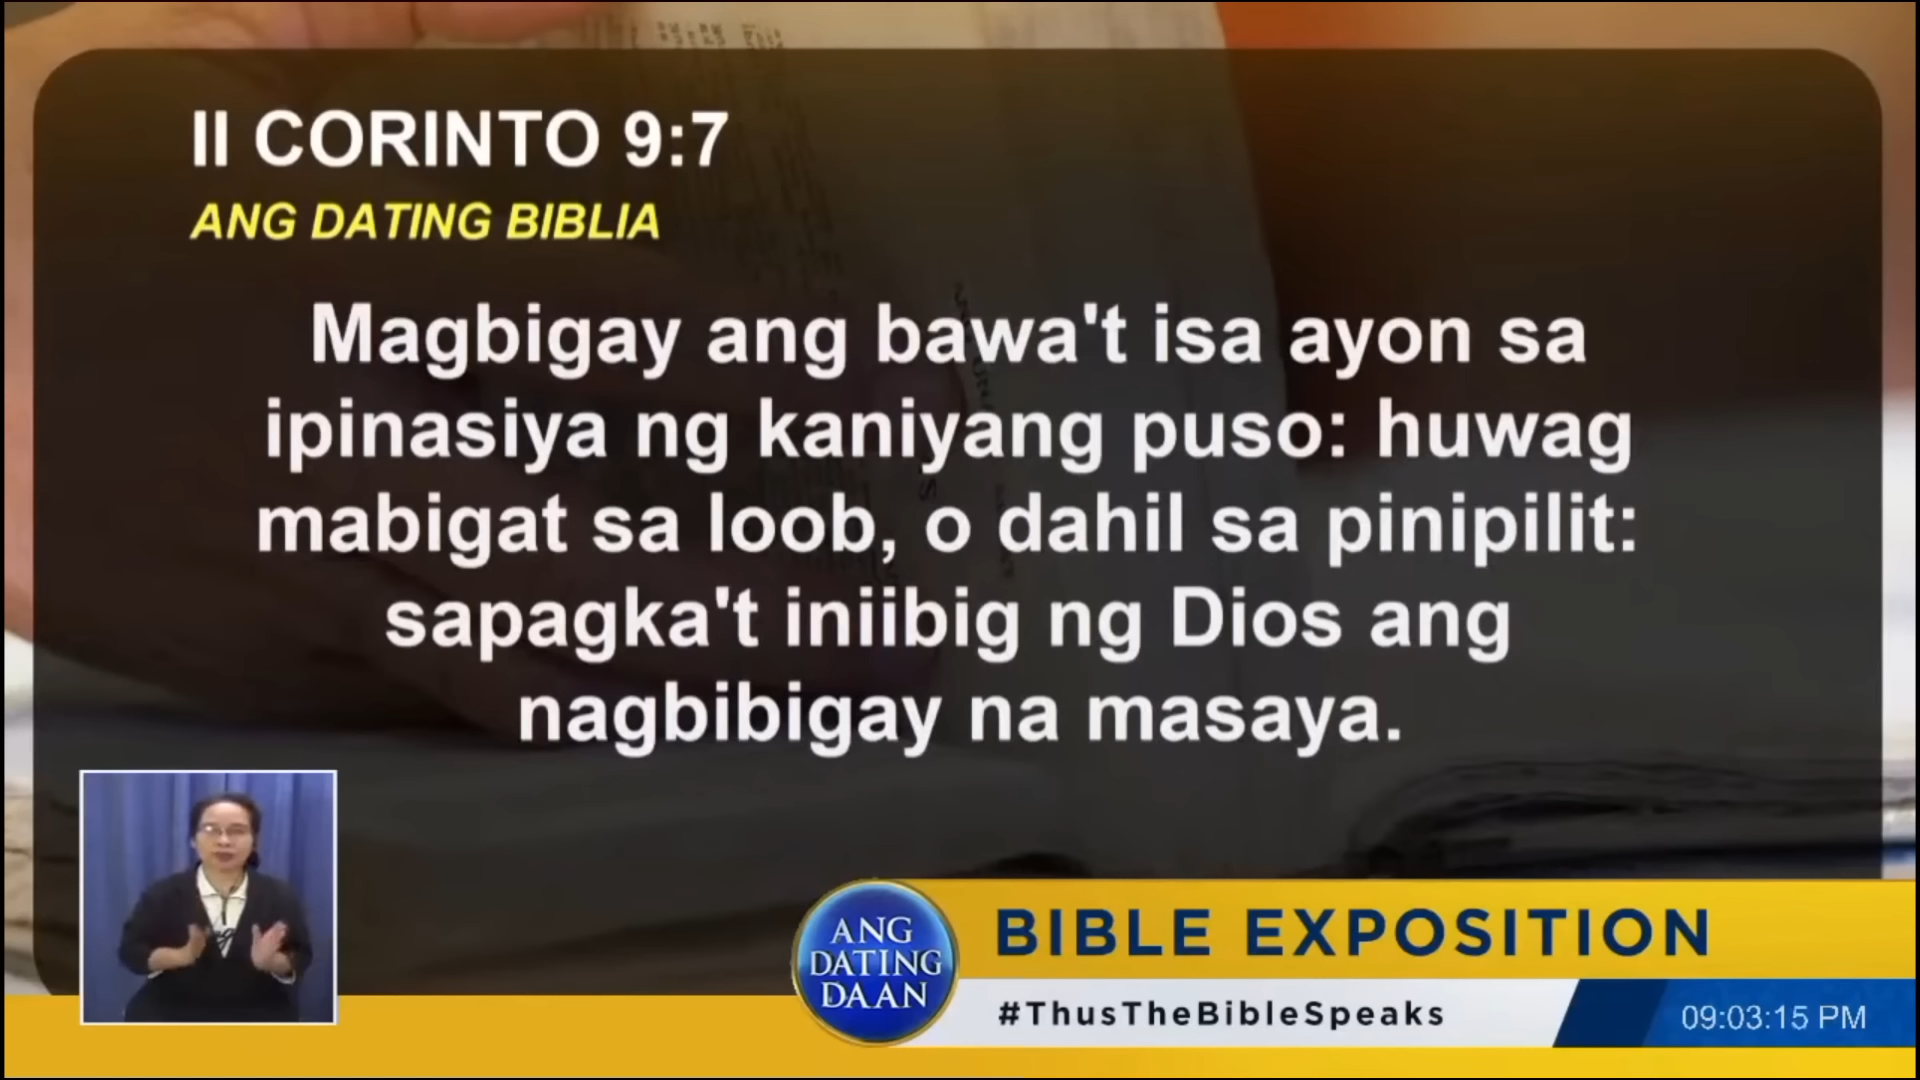 II CORINTO 9:7
ANG DATING BIBLIA
Magbigay ang bawa't isa ayon sa
ipinasiya ng kaniyang puso: huwag
mabigat sa loob, o dahil sa pinipilit:
sapagka't iniibig ng Dios ang
nagbibigay na masaya.
ANG
DATING
DAAN
BIBLE EXPOSITION
#ThusTheBibleSpeaks
09:03:15 PM